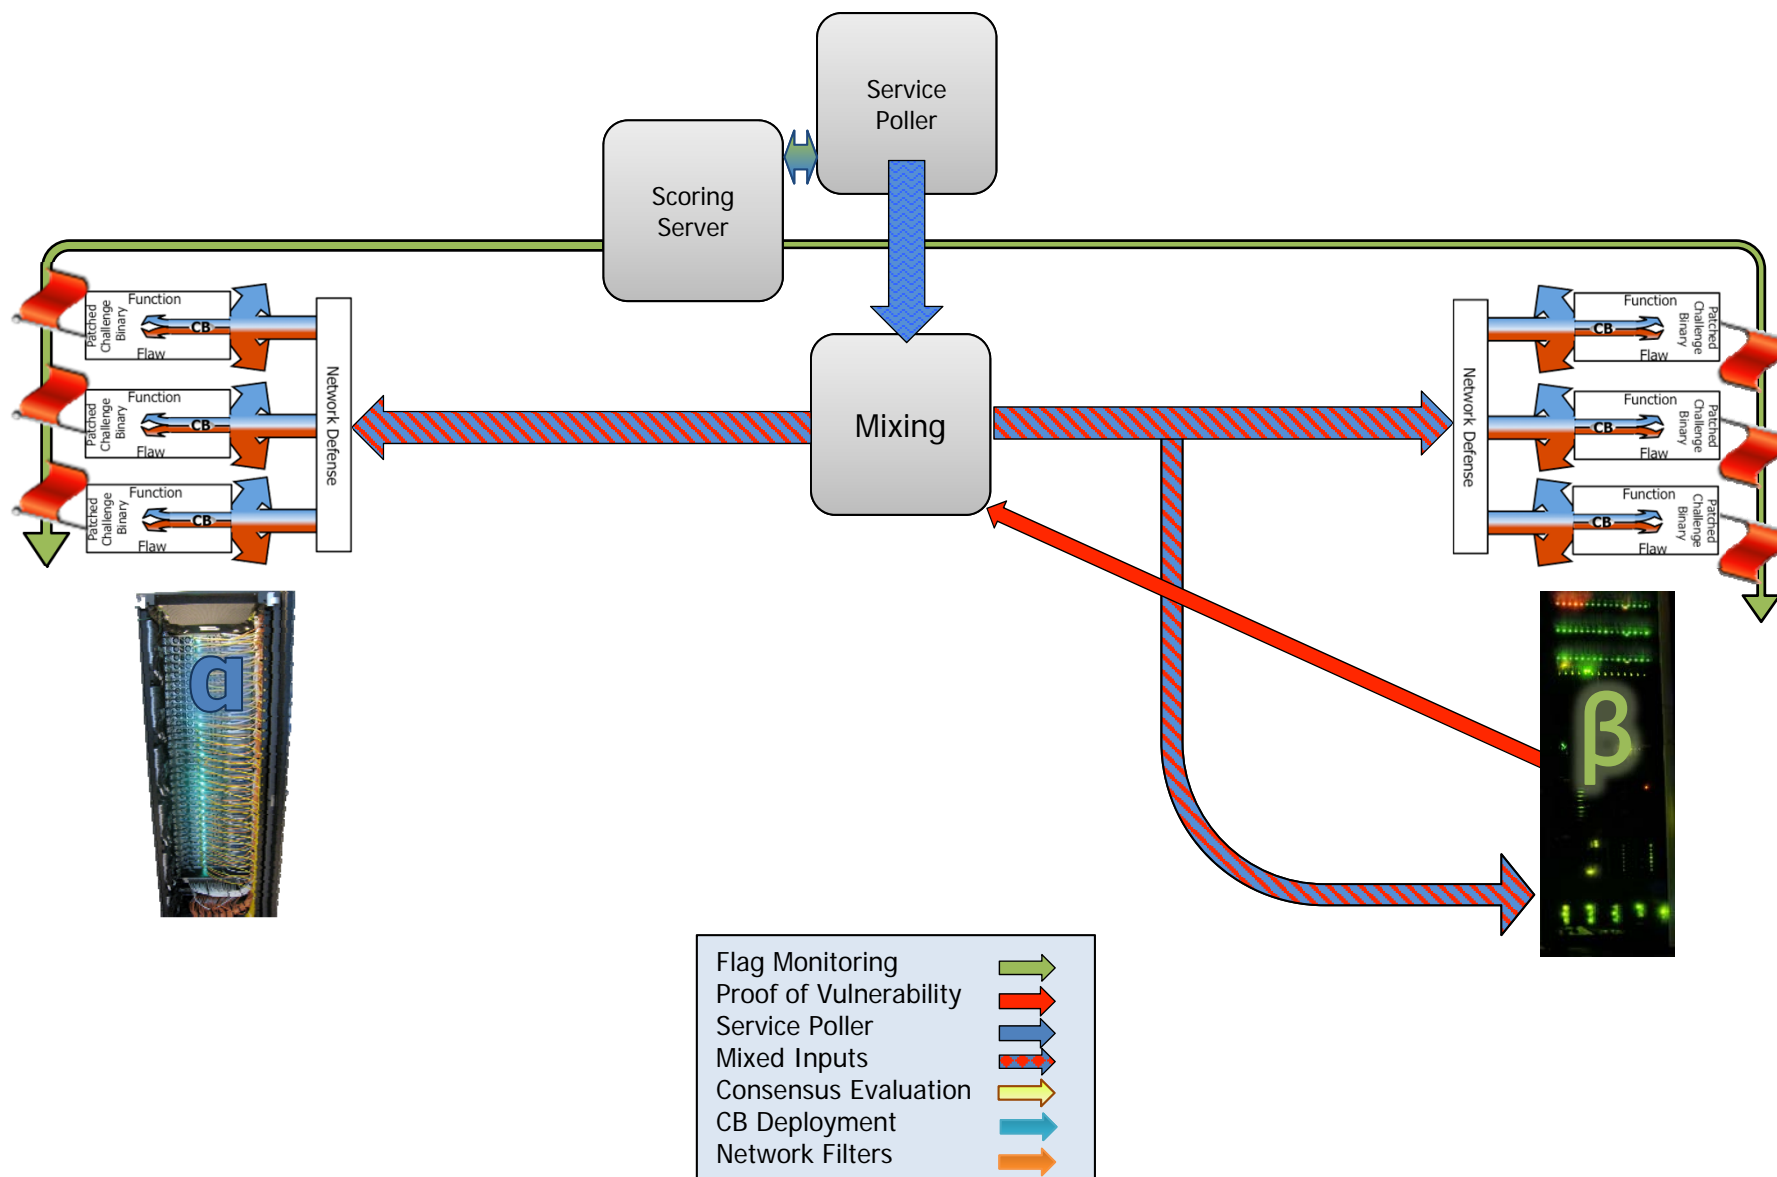 Service
Poller
Scoring
Server
Mixing
Patched
Challenge
Binary
Function
CB
Flaw
Patched
Challenge
Binary
Function
CB
Flaw
Patched
Challenge
Binary
Function
CB
Flaw
Network Defense
Network Defense
Function
CB
Flaw
Patched
Challenge
Binary
Function
CB
Flaw
Patched
Challenge
Binary
Function
CB
Flaw
Patched
Challenge
Binary
α
β
Flag Monitoring
Proof of Vulnerability
Service Poller
Mixed Inputs
Consensus Evaluation
CB Deployment
Network Filters